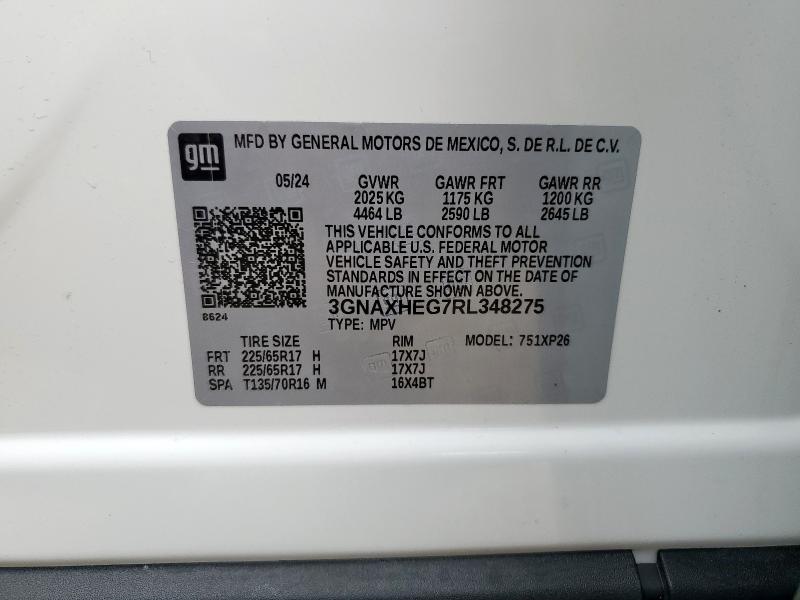 gm MFD BY GENERAL MOTORS DE MEXICO, S. DE R.L. DE C.V.
05/24 GVWR GAWR FRT GAWR RR
2025 KG 1175 KG 1200 KG
4464 LB 2590 LB 2645 LB
THIS VEHICLE CONFORMS TO ALL
APPLICABLE U.S. FEDERAL MOTOR
VEHICLE SAFETY AND THEFT PREVENTION
STANDARDS IN EFFECT ON THE DATE OF
MANUFACTURE SHOWN ABOVE.
3GNAXHEG7RL348275
8624 TYPE: MPV
TIRE SIZE RIM MODEL: 751XP26
FRT 225/65R17 H 17X7J
RR 225/65R17 H 17X7J
SPA T135/70R16 M 16X4BT